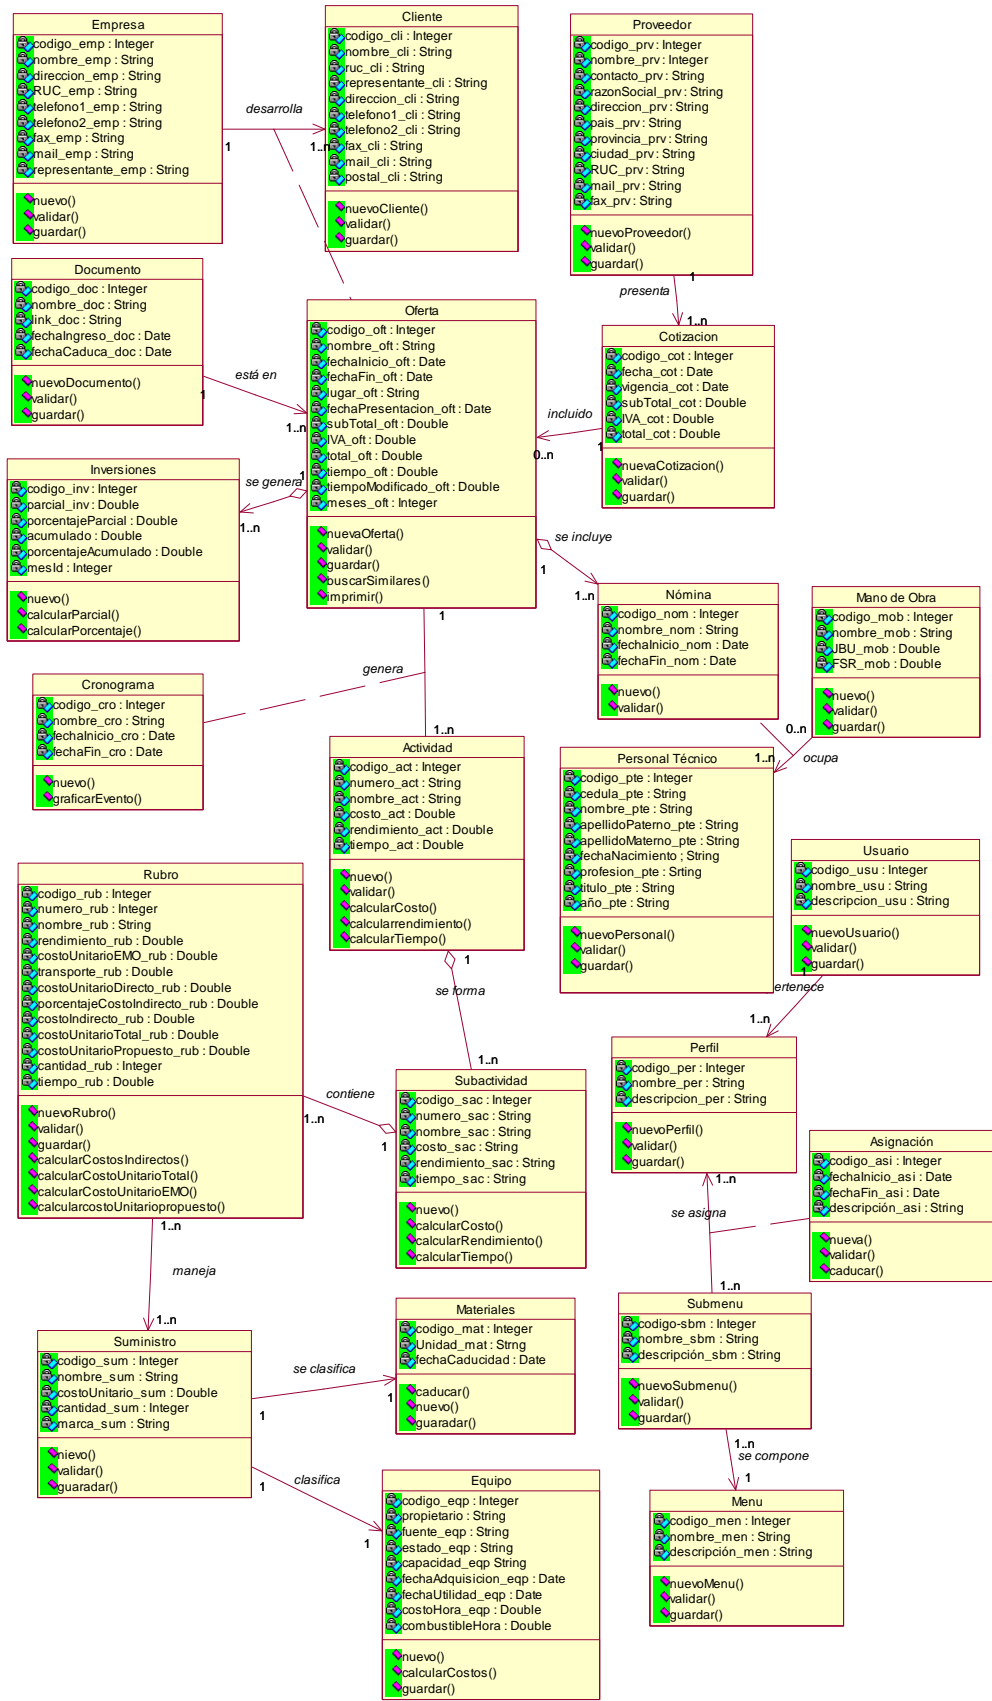 Empresa
codigo_emp : Integer
nombre_emp : String
direccion_emp : String
RUC_emp : String
telefono1_emp : String
telefono2_emp : String
fax_emp : String
mail_emp : String
representante_emp : String
nuevo()
validar()
guardar()
desarrolla
1
1..n
Cliente
codigo_cli : Integer
nombre_cli : String
ruc_cli : String
representante_cli : String
direccion_cli : String
telefono1_cli : String
telefono2_cli : String
fax_cli : String
mail_cli : String
postal_cli : String
nuevoCliente()
validar()
guardar()
Proveedor
codigo_prv : Integer
nombre_prv : Integer
contacto_prv : String
razonSocial_prv : String
direccion_prv : String
pais_prv : String
provincia_prv : String
ciudad_prv : String
RUC_prv : String
mail_prv : String
fax_prv : String
nuevoProveedor()
validar()
guardar()
1
presenta
1..n
Documento
codigo_doc : Integer
nombre_doc : String
link_doc : String
fechaIngreso_doc : Date
fechaCaduca_doc : Date
nuevoDocumento()
validar()
guardar()
está en
1
1..n
Oferta
codigo_oft : Integer
nombre_oft : String
fechaInicio_oft : Date
fechaFin_oft : Date
lugar_oft : String
fechaPresentacion_oft : Date
subTotal_oft : Double
IVA_oft : Double
total_oft : Double
tiempo_oft : Double
tiempoModificado_oft : Double
meses_oft : Integer
nuevaOferta()
validar()
guardar()
buscarSimilares()
imprimir()
Cotizacion
codigo_cot : Integer
fecha_cot : Date
vigencia_cot : Date
subTotal_cot : Double
IVA_cot : Double
total_cot : Double
nuevaCotizacion()
validar()
guardar()
incluido
1
0..n
Inversiones
codigo_inv : Integer
parcial_inv : Double
porcentajeParcial : Double
acumulado : Double
porcentajeAcumulado : Double
mesId : Integer
nuevo()
calcularParcial()
calcularPorcentaje()
se genera
1
1..n
se incluye
1
1..n
Nómina
codigo_nom : Integer
nombre_nom : String
fechaInicio_nom : Date
fechaFin_nom : Date
nuevo()
validar()
Mano de Obra
codigo_mob : Integer
nombre_mob : String
JBU_mob : Double
FSR_mob : Double
nuevo()
validar()
guardar()
0..n
1..n
ocupa
1
genera
1..n
Cronograma
codigo_cro : Integer
nombre_cro : String
fechaInicio_cro : Date
fechaFin_cro : Date
nuevo()
graficarEvento()
Actividad
codigo_act : Integer
numero_act : String
nombre_act : String
costo_act : Double
rendimiento_act : Double
tiempo_act : Double
nuevo()
validar()
calcularCosto()
calcularrendimiento()
calcularTiempo()
Personal Técnico
codigo_pte : Integer
cedula_pte : String
nombre_pte : String
apellidoPaterno_pte : String
apellidoMaterno_pte : String
fechaNacimiento ; String
profesion_pte : Srting
titulo_pte : String
año_pte : String
nuevoPersonal()
validar()
guardar()
Usuario
codigo_usu : Integer
nombre_usu : String
descripcion_usu : String
nuevoUsuario()
validar()
guardar()
1
ertenece
1..n
Rubro
codigo_rub : Integer
numero_rub : Integer
nombre_rub : String
rendimiento_rub : Double
costoUnitarioEMO_rub : Double
transporte_rub : Double
costoUnitarioDirecto_rub : Double
porcentajeCostoIndirecto_rub : Double
costoIndirecto_rub : Double
costoUnitarioTotal_rub : Double
costoUnitarioPropuesto_rub : Double
cantidad_rub : Integer
tiempo_rub : Double
nuevoRubro()
validar()
guardar()
calcularCostosIndirectos()
calcularCostoUnitarioTotal()
calcularCostoUnitarioEMO()
calcularcostoUnitariopropuesto()
1
se forma
1..n
contiene
1..n
1
Subactividad
codigo_sac : Integer
numero_sac : String
nombre_sac : String
costo_sac : String
rendimiento_sac : String
tiempo_sac : Strng
nuevo()
calcularCosto()
calcularRendimiento()
calcularTiempo()
Perfil
codigo_per : Integer
nombre_per : String
descripcion_per : String
nuevoPerfil()
validar()
guardar()
Asignación
codigo_asi : Integer
fechaInicio_asi : Date
fechaFin_asi : Date
descripción_asi : String
nueva()
validar()
caducar()
1..n
se asigna
1..n
1..n
maneja
1..n
Suministro
codigo_sum : Integer
nombre_sum : String
costoUnitario_sum : Double
cantidad_sum : Integer
marca_sum : String
nievo()
validar()
guaradar()
se clasifica
1
1
Materiales
codigo_mat : Integer
Unidad_mat : Strng
fechaCaducidad : Date
caducar()
nuevo()
guaradar()
Submenu
codigo-sbm : Integer
nombre_sbm : String
descripción_sbm : String
nuevoSubmenu()
validar()
guardar()
1..n
se compone
1
clasifica
1
1
Equipo
codigo_eqp : Integer
propietario : String
fuente_eqp : String
estado_eqp : String
capacidad_eqp String
fechaAdquisicion_eqp : Date
fechaUtilidad_eqp : Date
costoHora_eqp : Double
combustibleHora : Double
nuevo()
calcularCostos()
guardar()
Menu
codigo_men : Integer
nombre_men : String
descripción_men : String
nuevoMenu()
validar()
guardar()